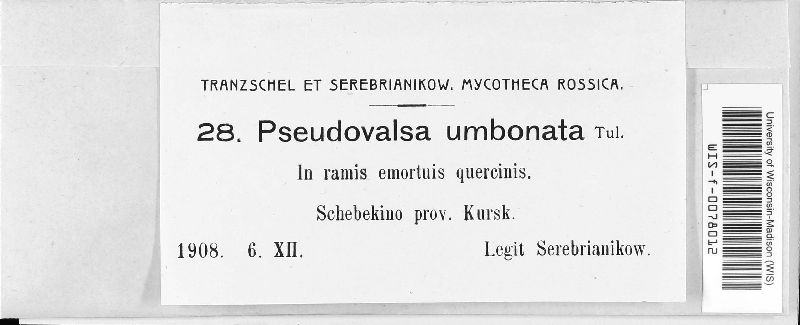 TRANZSCHEL ET SEREBRIANIKOW. MYCOTHECA ROSSICA.
28. Pseudovalsa umbonata Tul.
In ramis emortuis quercinis.
Schebekino prov. Kursk.
1908. 6. XII. Legit Serebrianikow.
University of Wisconsin-Madison (WIS)
WIS-f-0078012